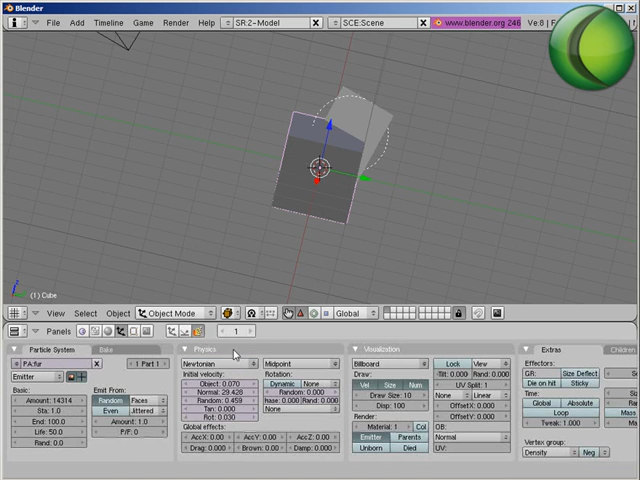 Blender
File Add Timeline Game Render Help SR:2-Model SCE:Scene www.blender.org 246 Ve:8
(1) Cube
View Select Object Object Mode Global
Panels 1
Particle System Bake Physics Visualization Extras Children
PA:fur 1 Part 1 Newtonian Midpoint Billboard Lock View GR: Size Deflect
Emitter Emit From: Initial velocity: Rotation: Draw: Tilt: 0.000 Rand: 0.000 Die on hit Sticky
Basic: Random Faces Object: 0.070 Dynamic None Vel Size Num UV Split: 1 Time:
Amount: 14314 Even Jittered Normal: 29.428 Random: 0.000 Draw Size: 10 None Linear Global Absolute
Sta: 1.0 Amount: 1.0 Random: 0.459 hase: 0.000 Rand: 0.000 Disp: 100 OffsetX: 0.000 Loop
End: 100.0 P/F: 0 Tan: 0.000 None Render: OffsetY: 0.000 Tweak: 1.000
Life: 50.0 Rot: 0.030 Material: 1 Col OB:
Rand: 0.0 Global effects: Emitter Parents Normal Vertex group:
AccX: 0.00 AccY: 0.00 AccZ: 0.00 Unborn Died UV: Density Neg
Drag: 0.000 Brown: 0.00 Damp: 0.000